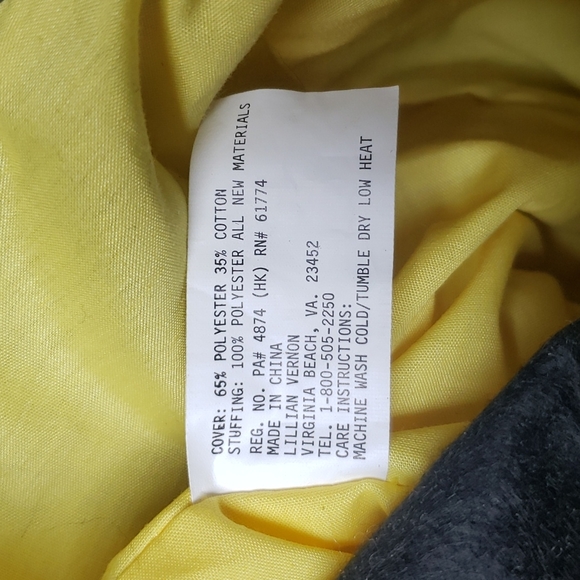 COVER: 65% POLYESTER 35% COTTON
STUFFING: 100% POLYESTER ALL NEW MATERIALS
REG. NO. PA# 4874 (HK) RN# 61774
MADE IN CHINA
LILLIAN VERNON
VIRGINIA BEACH, VA. 23452
TEL. 1-800-505-2250
CARE INSTRUCTIONS:
MACHINE WASH COLD/TUMBLE DRY LOW HEAT